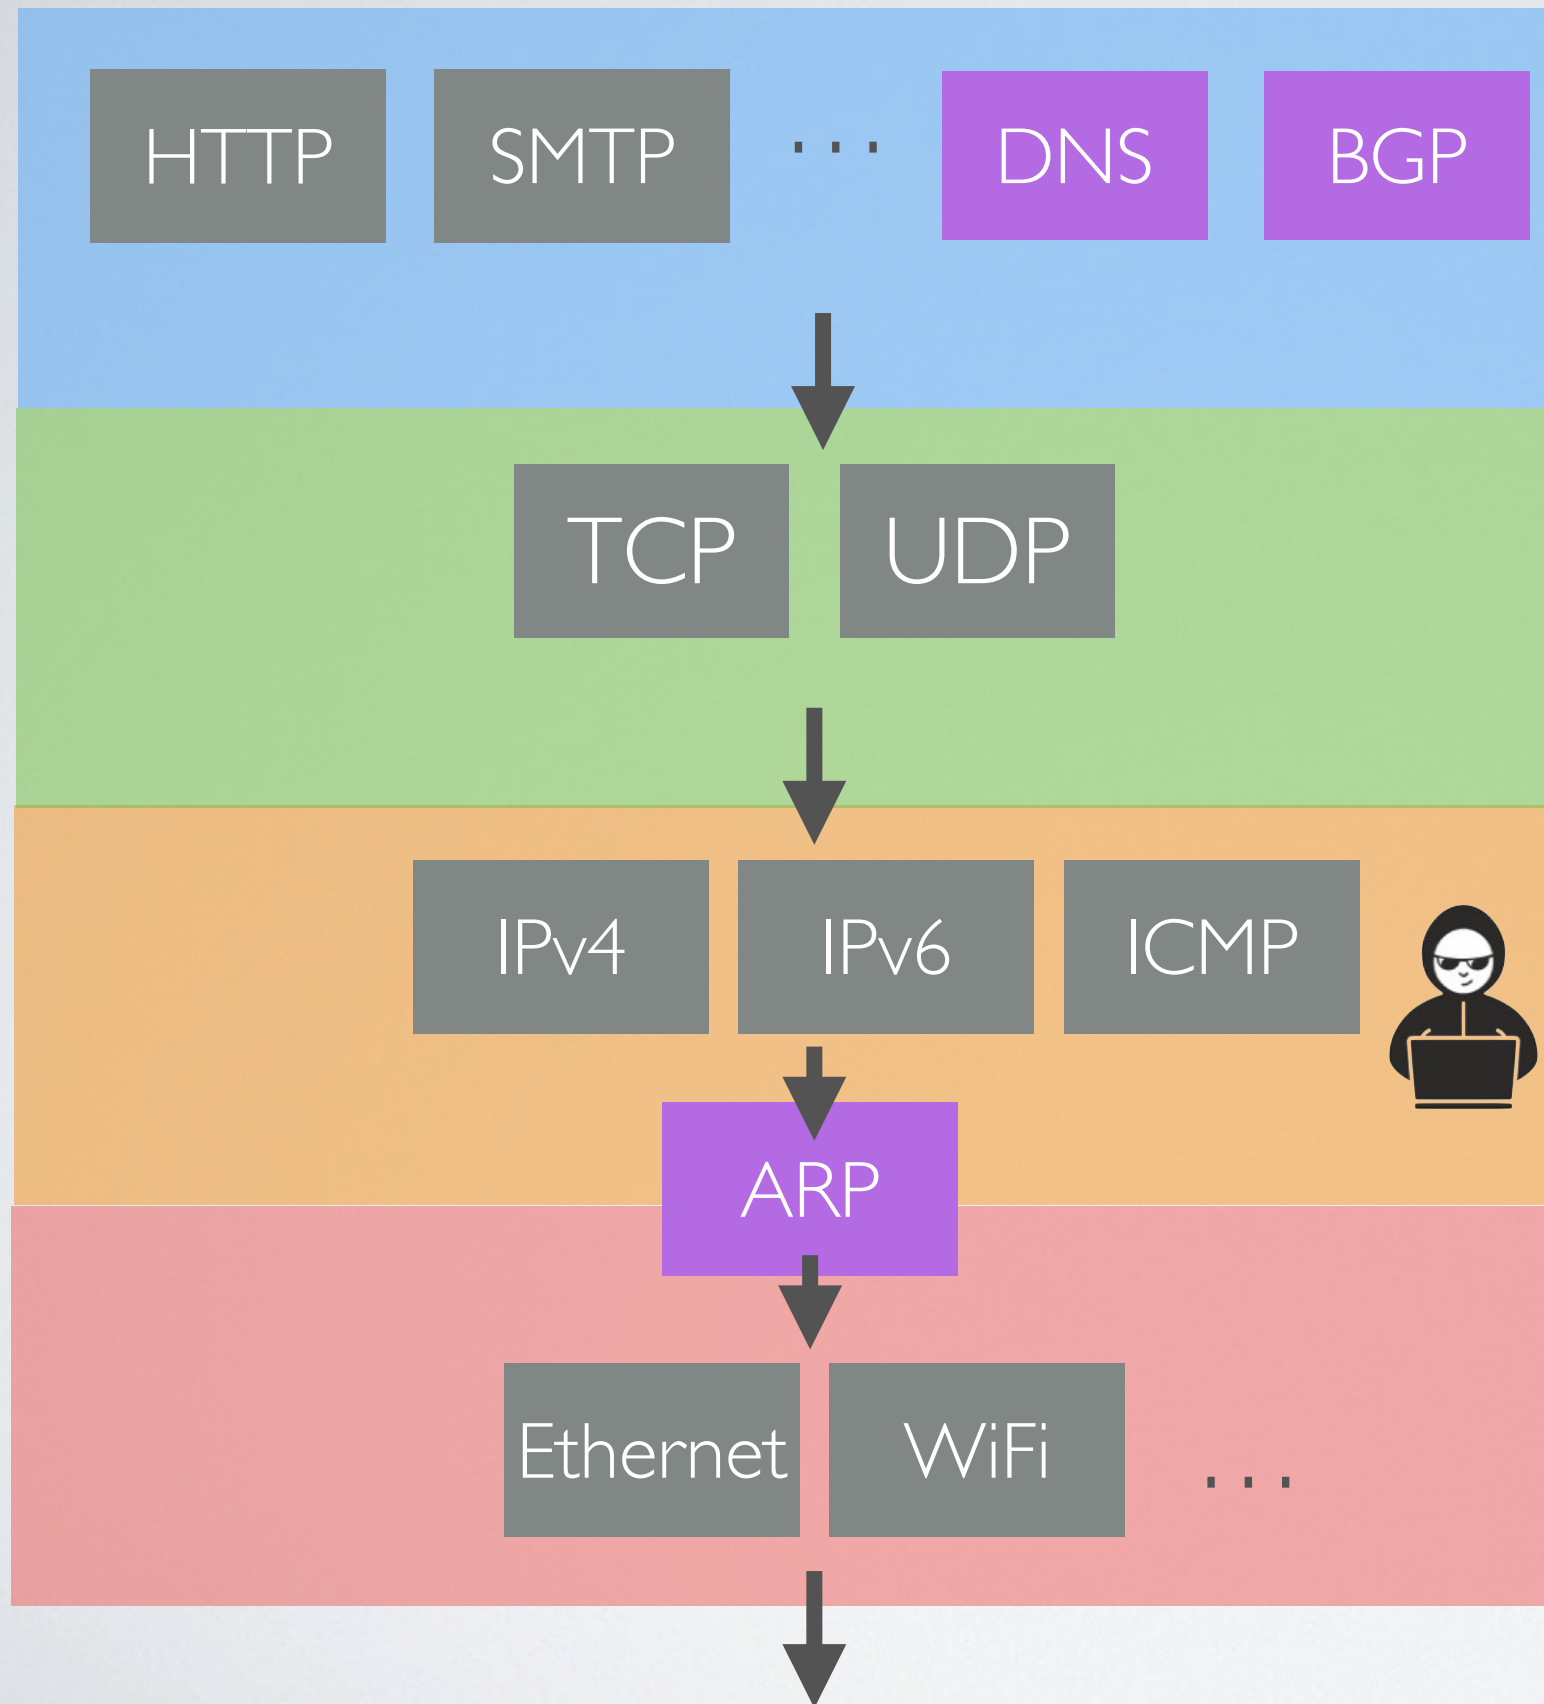 HTTP SMTP ... DNS BGP
TCP UDP
IPv4 IPv6 ICMP
ARP
Ethernet WiFi ...